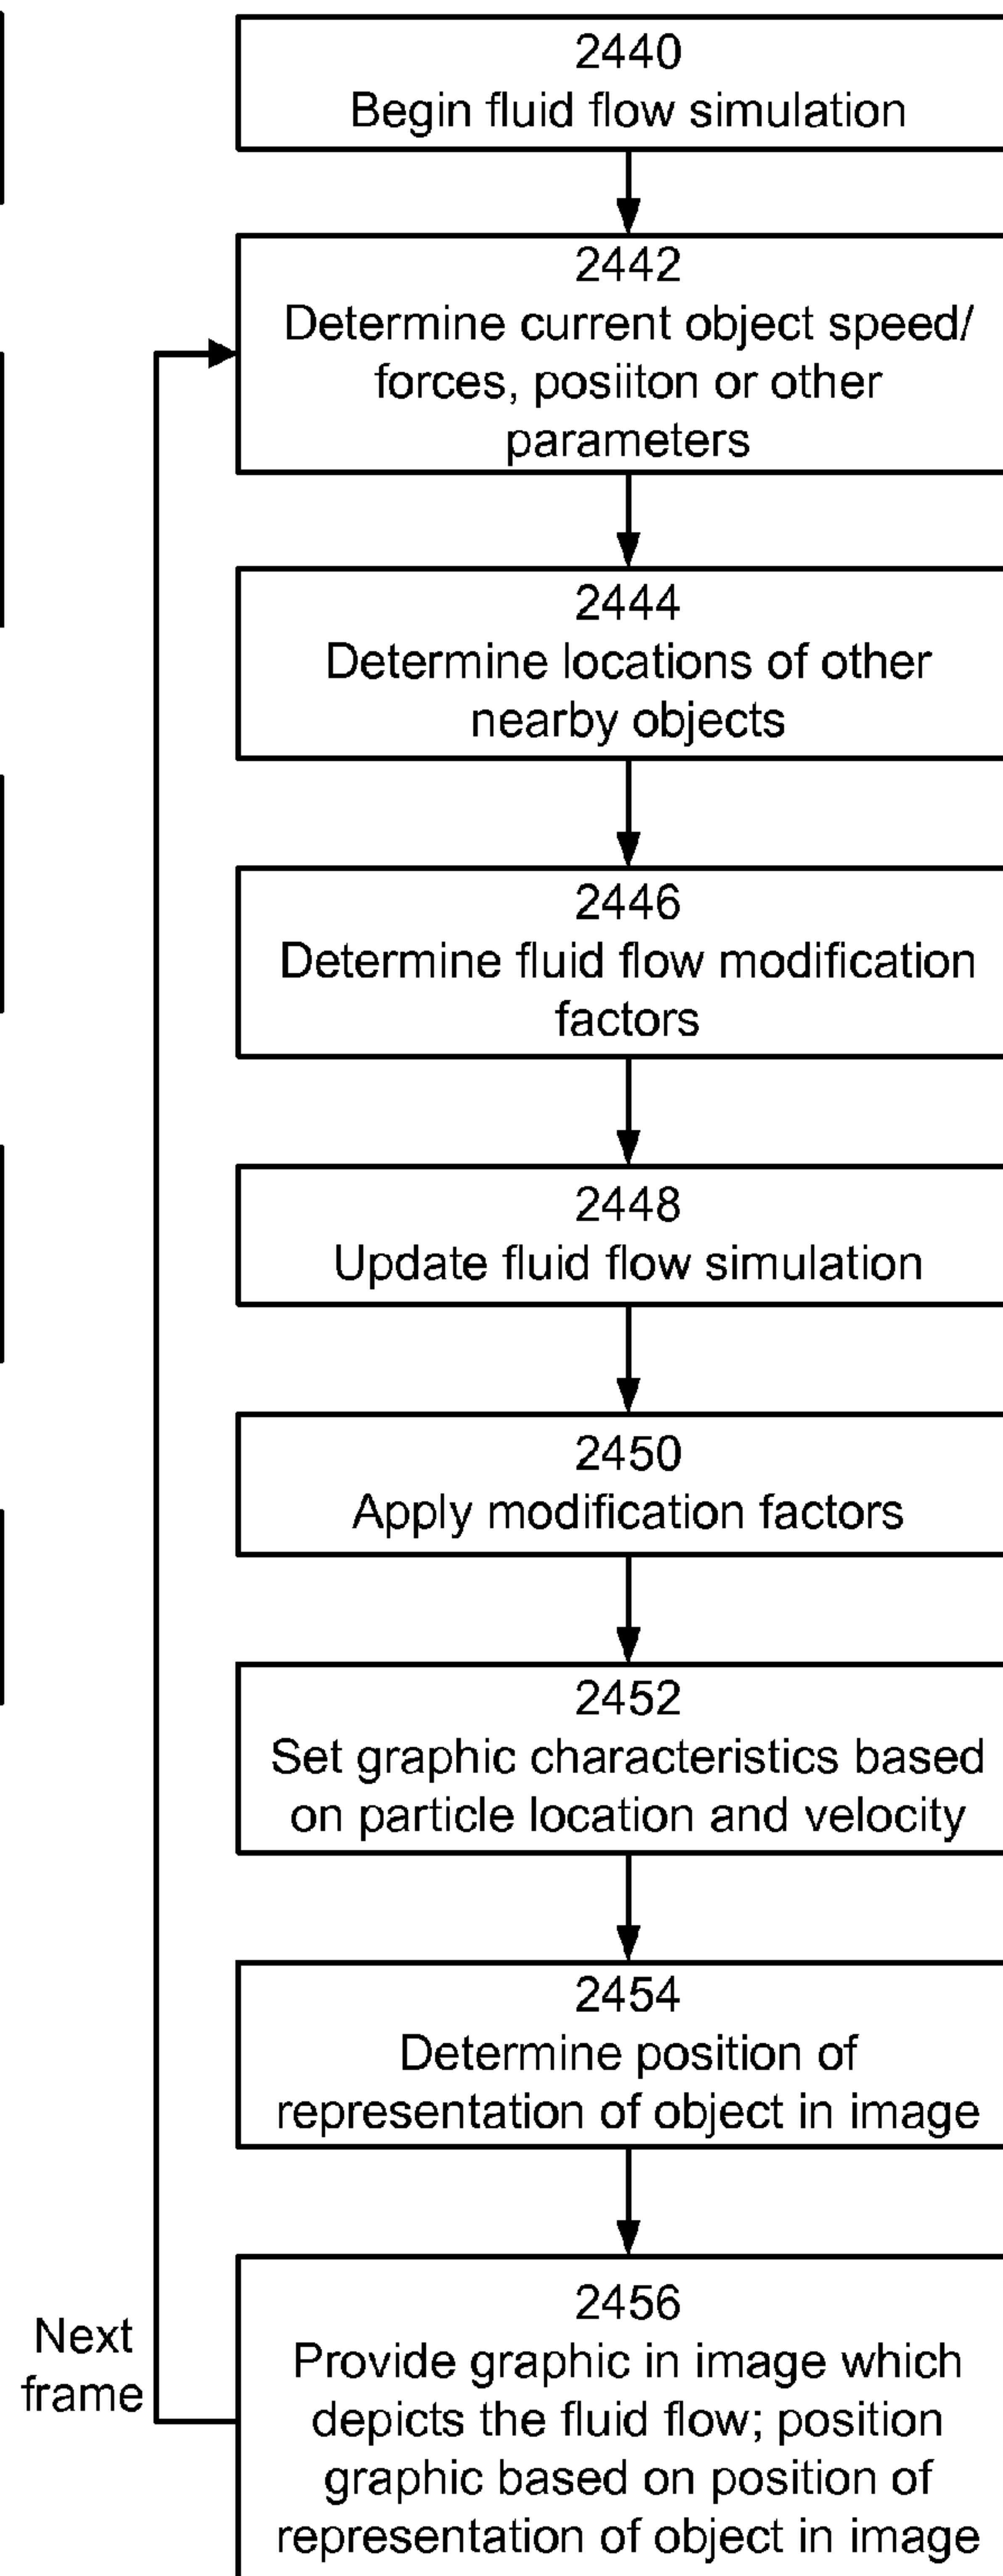 2440
Begin fluid flow simulation
2442
Determine current object speed/
forces, posiiton or other
parameters
2444
Determine locations of other
nearby objects
2446
Determine fluid flow modification
factors
2448
Update fluid flow simulation
2450
Apply modification factors
2452
Set graphic characteristics based
on particle location and velocity
2454
Determine position of
representation of object in image
2456
Provide graphic in image which
depicts the fluid flow; position
graphic based on position of
representation of object in image
Next
frame